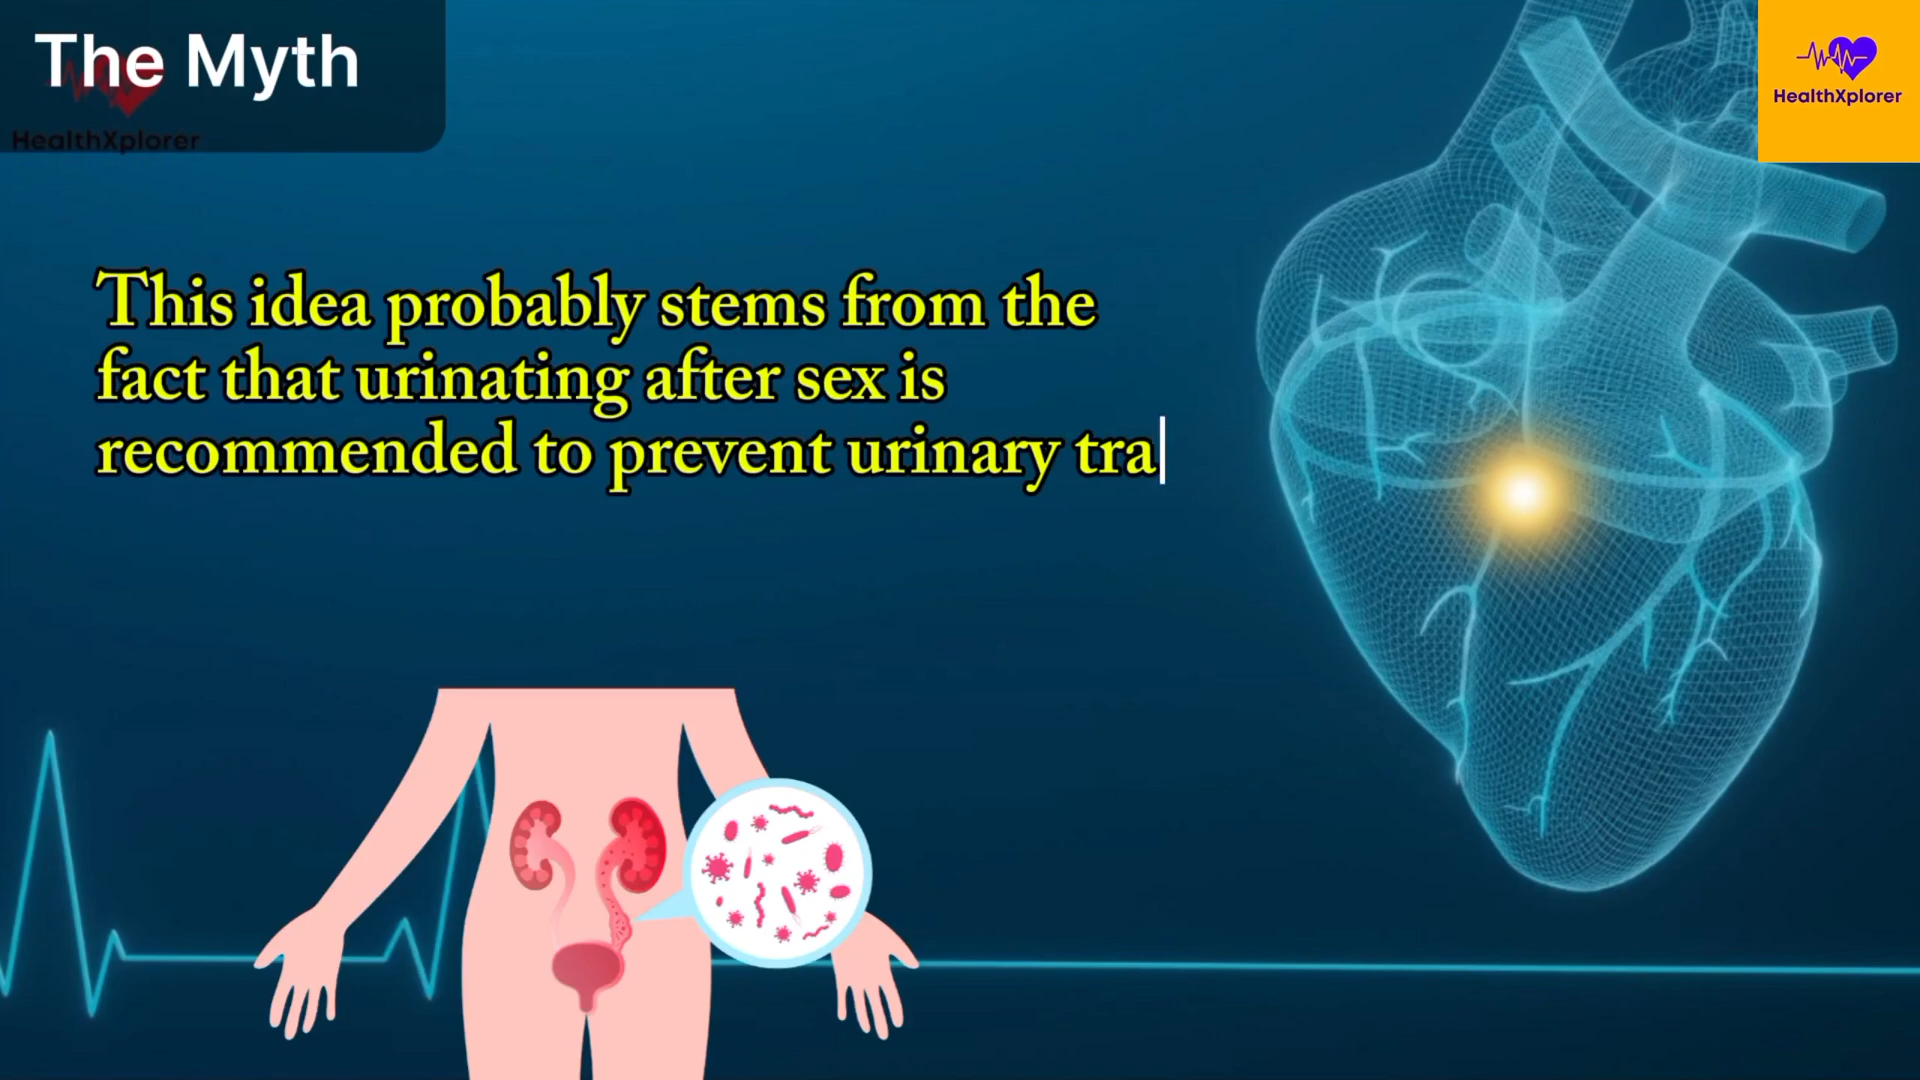 The Myth
HealthXplorer
HealthXplorer
This idea probably stems from the
fact that urinating after sex is
recommended to prevent urinary tra